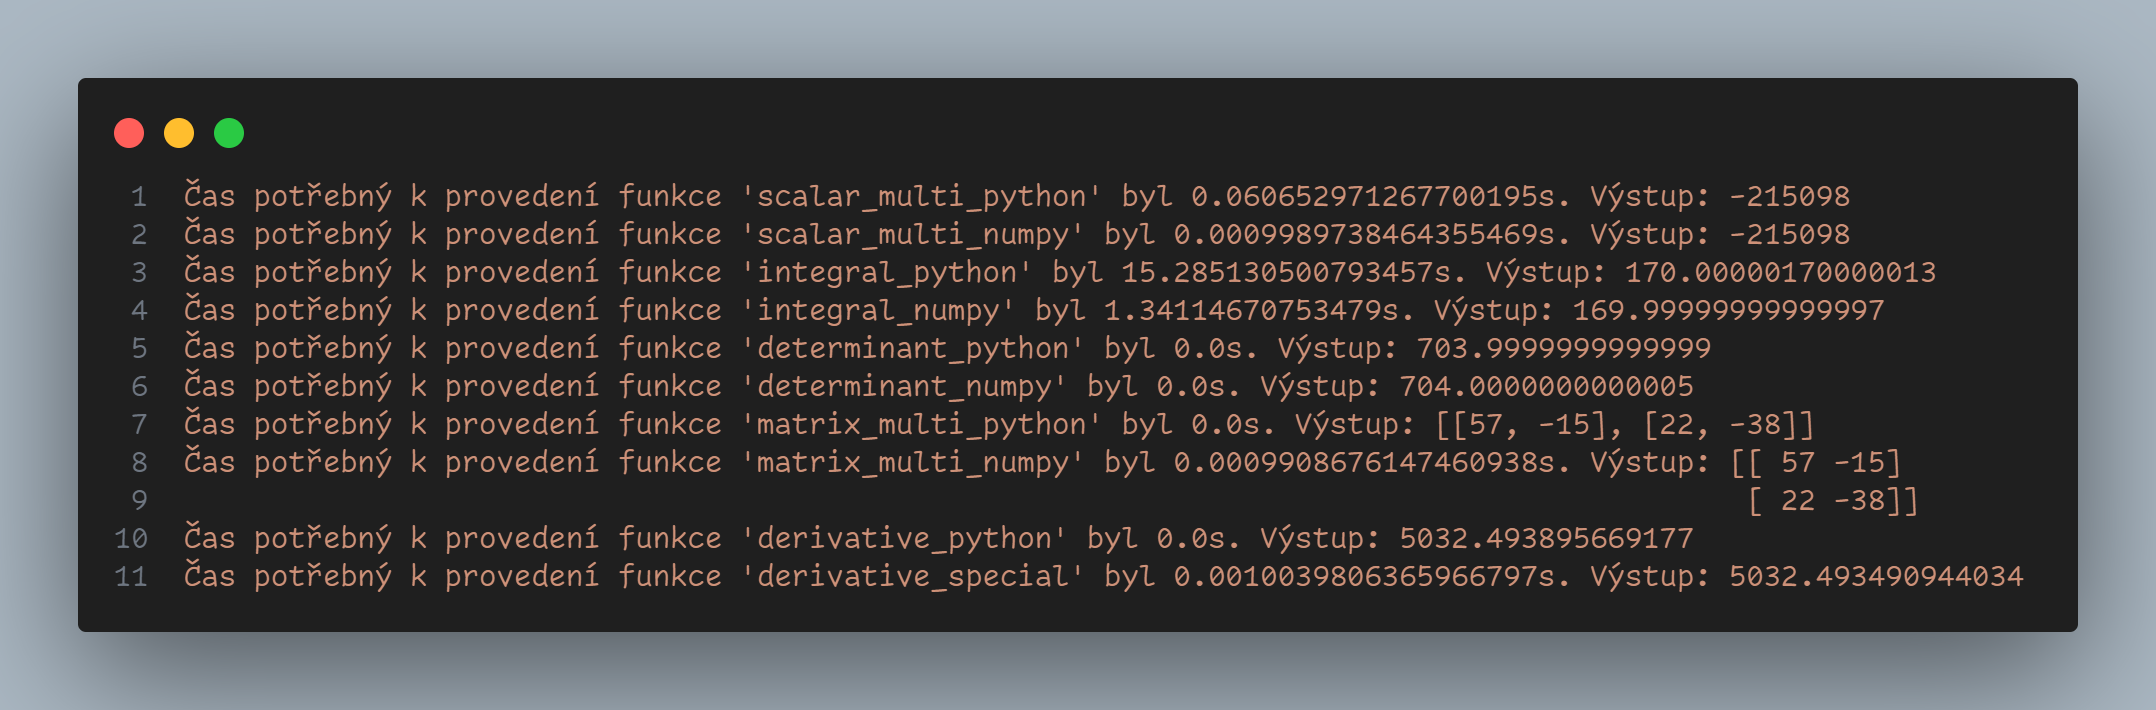 1 Čas potřebný k provedení funkce 'scalar_multi_python' byl 0.060652971267700195s. Výstup: -215098
2 Čas potřebný k provedení funkce 'scalar_multi_numpy' byl 0.0009989738464355469s. Výstup: -215098
3 Čas potřebný k provedení funkce 'integral_python' byl 15.285130500793457s. Výstup: 170.00000170000013
4 Čas potřebný k provedení funkce 'integral_numpy' byl 1.34114670753479s. Výstup: 169.99999999999997
5 Čas potřebný k provedení funkce 'determinant_python' byl 0.0s. Výstup: 703.9999999999999
6 Čas potřebný k provedení funkce 'determinant_numpy' byl 0.0s. Výstup: 704.0000000000005
7 Čas potřebný k provedení funkce 'matrix_multi_python' byl 0.0s. Výstup: [[57, -15], [22, -38]]
8 Čas potřebný k provedení funkce 'matrix_multi_numpy' byl 0.0009908676147460938s. Výstup: [[ 57 -15]
9 [ 22 -38]]
10 Čas potřebný k provedení funkce 'derivative_python' byl 0.0s. Výstup: 5032.493895669177
11 Čas potřebný k provedení funkce 'derivative_special' byl 0.0010039806365966797s. Výstup: 5032.493490944034